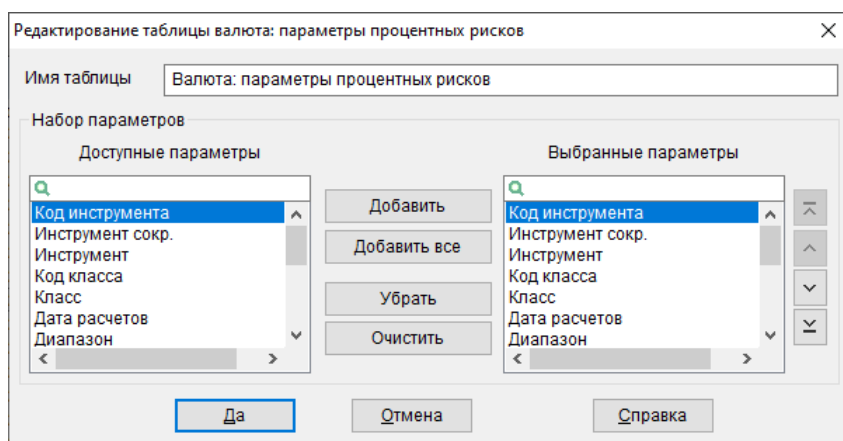 Редактирование таблицы валюта: параметры процентных рисков
Имя таблицы
Валюта: параметры процентных рисков
Набор параметров
Доступные параметры
Код инструмента
Инструмент сокр.
Инструмент
Код класса
Класс
Дата расчетов
Диапазон
Добавить
Добавить все
Убрать
Очистить
Выбранные параметры
Код инструмента
Инструмент сокр.
Инструмент
Код класса
Класс
Дата расчетов
Диапазон
Да
Отмена
Справка